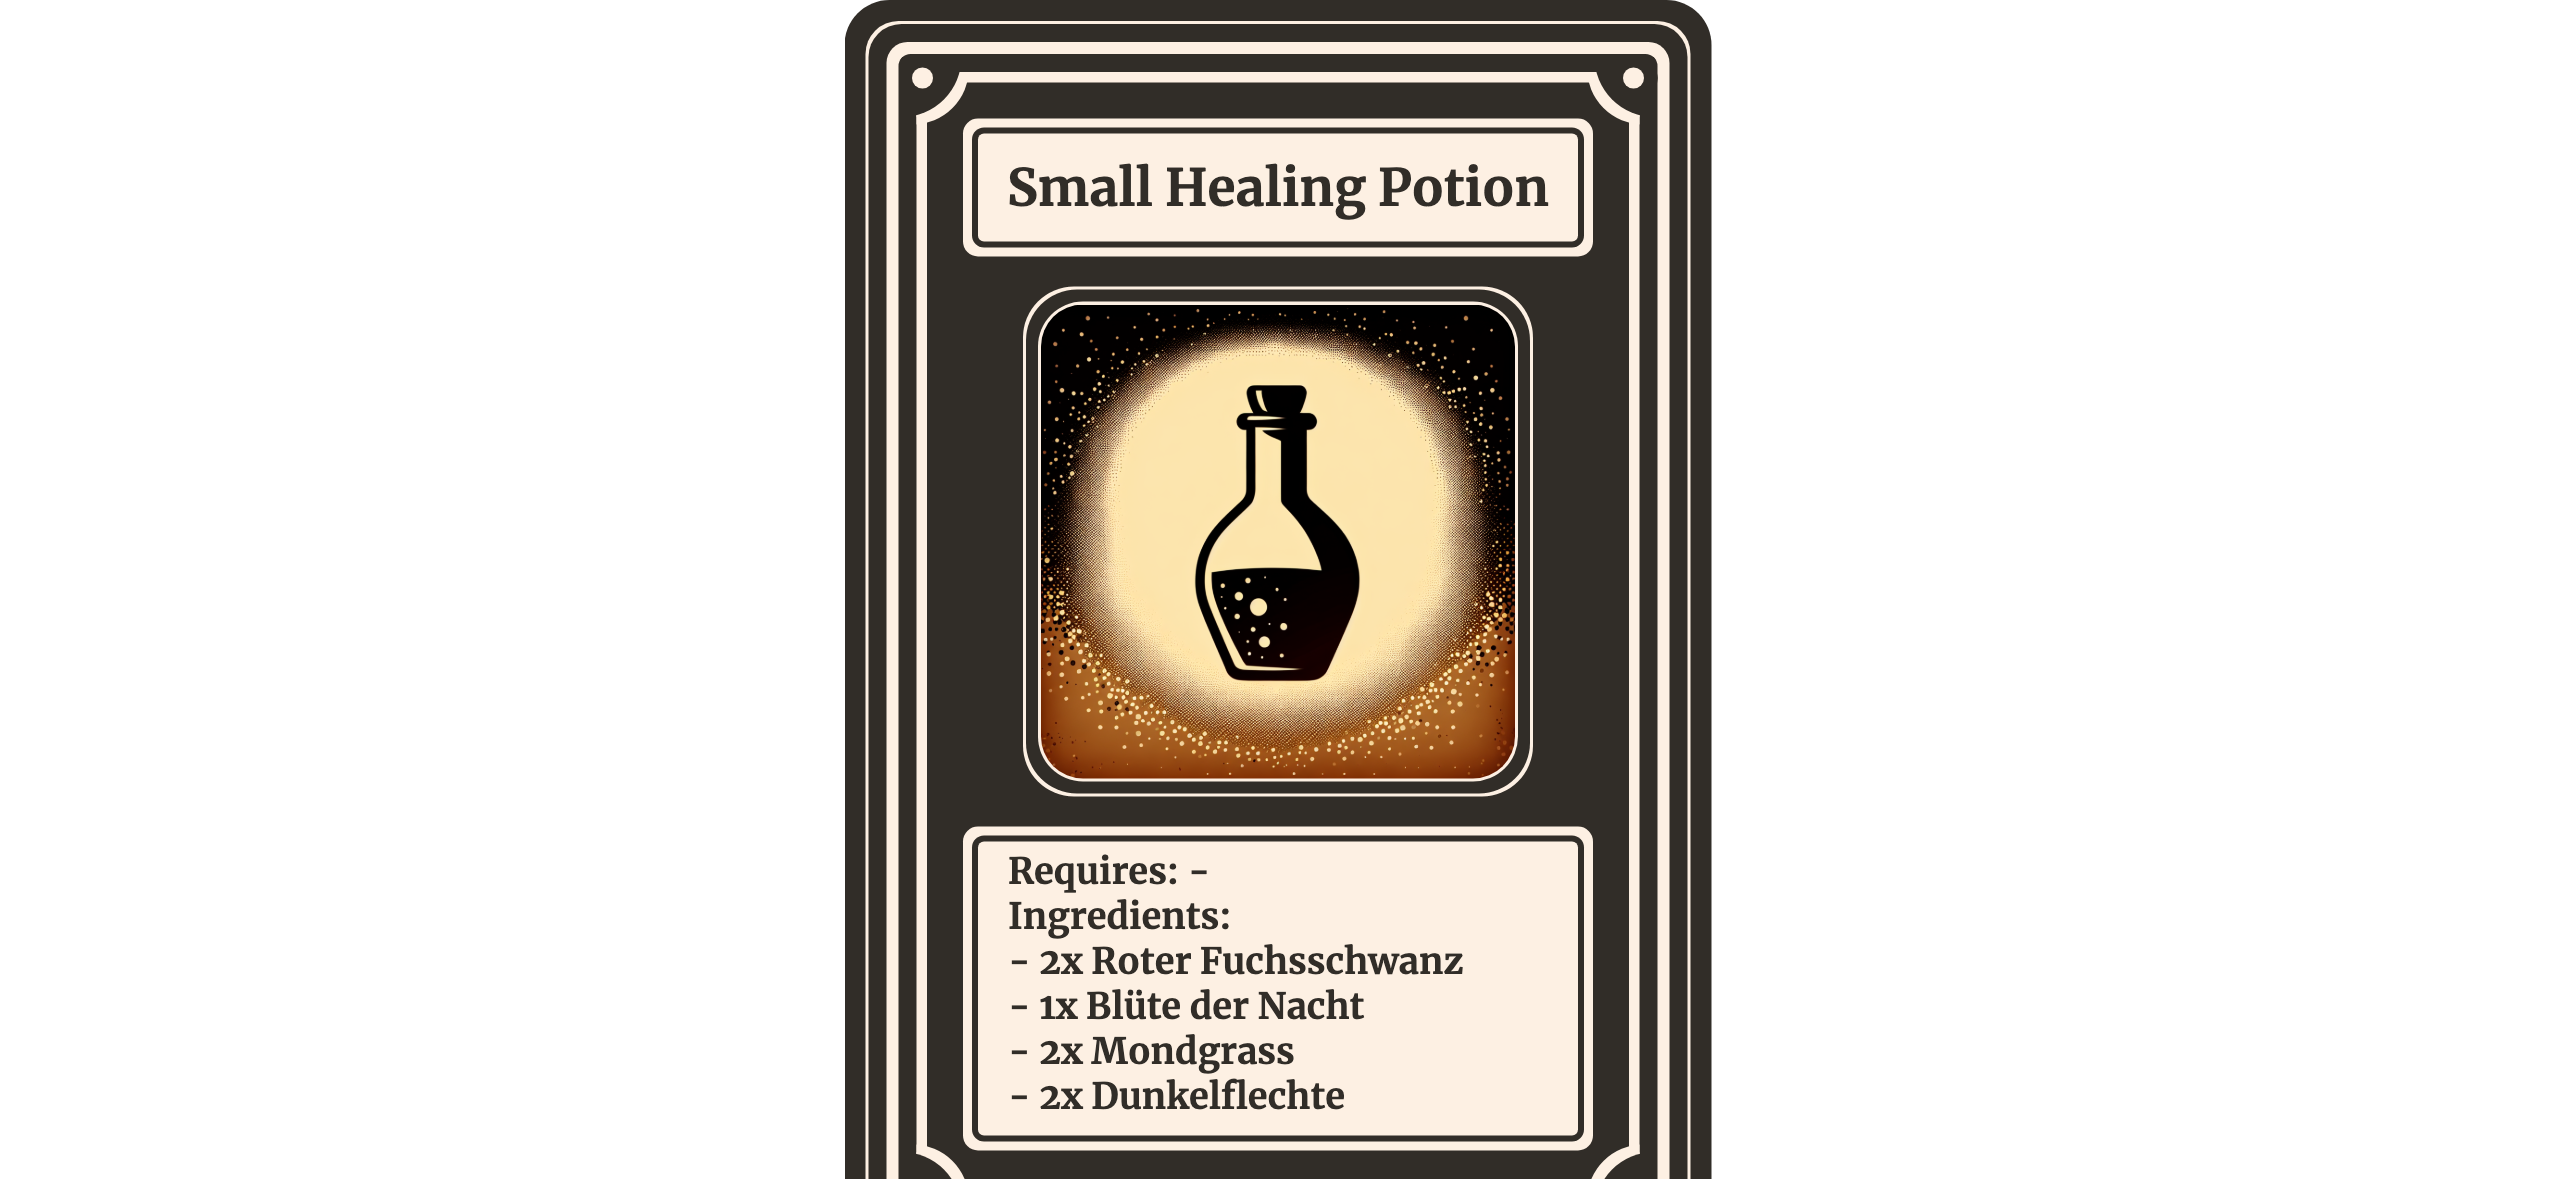 Small Healing Potion
Requires: -
Ingredients:
- 2x Roter Fuchsschwanz
- 1x Blüte der Nacht
- 2x Mondgrass
- 2x Dunkelflechte